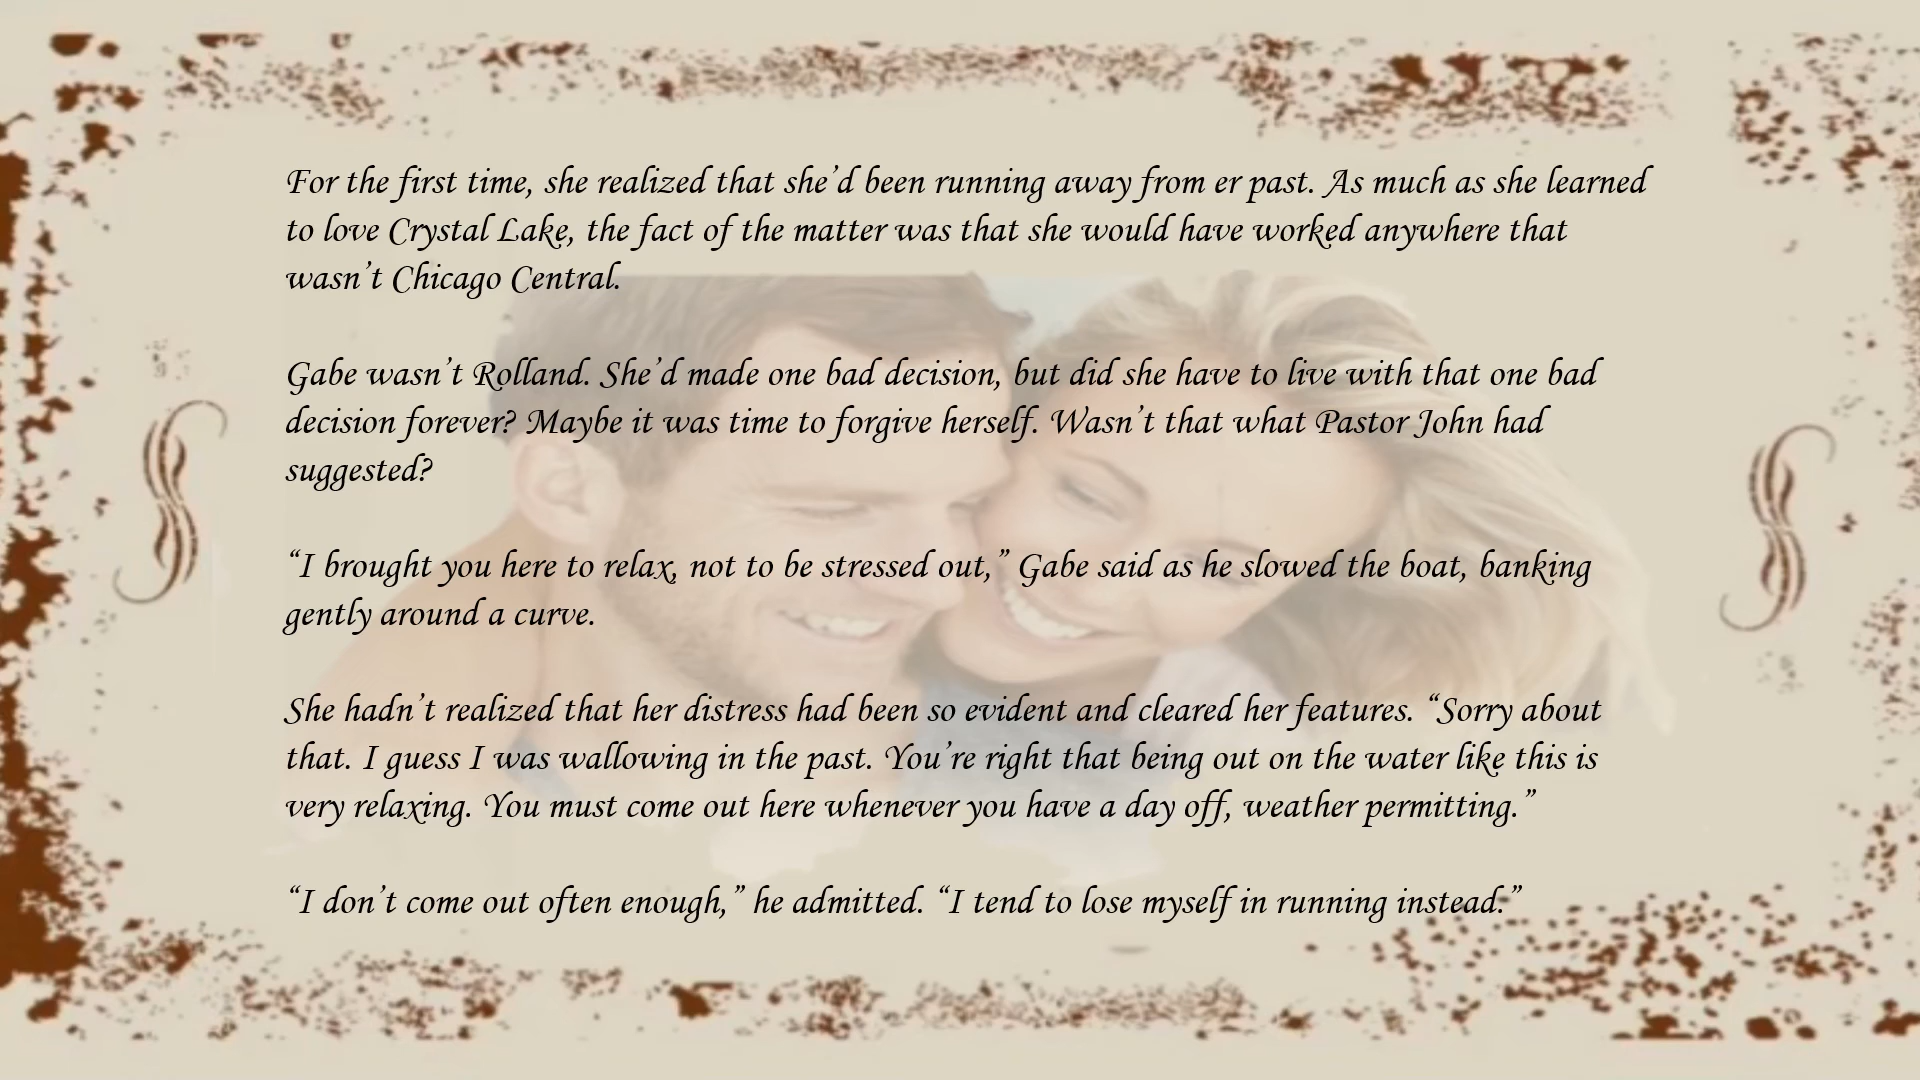 For the first time, she realized that she’d been running away from er past. As much as she learned
to love Crystal Lake, the fact of the matter was that she would have worked anywhere that
wasn’t Chicago Central.
Gabe wasn’t Rolland. She’d made one bad decision, but did she have to live with that one bad
decision forever? Maybe it was time to forgive herself. Wasn’t that what Pastor John had
suggested?
“I brought you here to relax, not to be stressed out,” Gabe said as he slowed the boat, banking
gently around a curve.
She hadn’t realized that her distress had been so evident and cleared her features. “Sorry about
that. I guess I was wallowing in the past. You’re right that being out on the water like this is
very relaxing. You must come out here whenever you have a day off, weather permitting.”
“I don’t come out often enough,” he admitted. “I tend to lose myself in running instead.”